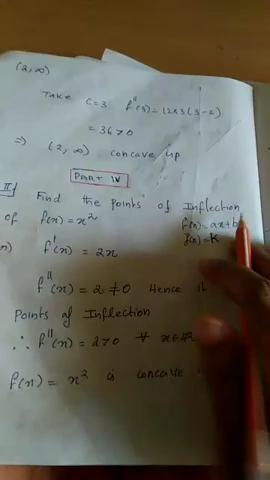 (2, ∞)
Take C=3 f"(3) = 12×3(3-2)
= 36 > 0
⇒ (2, ∞) concave up
PART IV
II Find the points of Inflection
of f(x) = x²
f(x) = ax+b
f(x) = K
f'(x) = 2x
f"(x) = 2 ≠ 0 Hence it
Points of Inflection
∴ f"(x) = 2 > 0 ∀ x∈R
f(x) = x² is concave